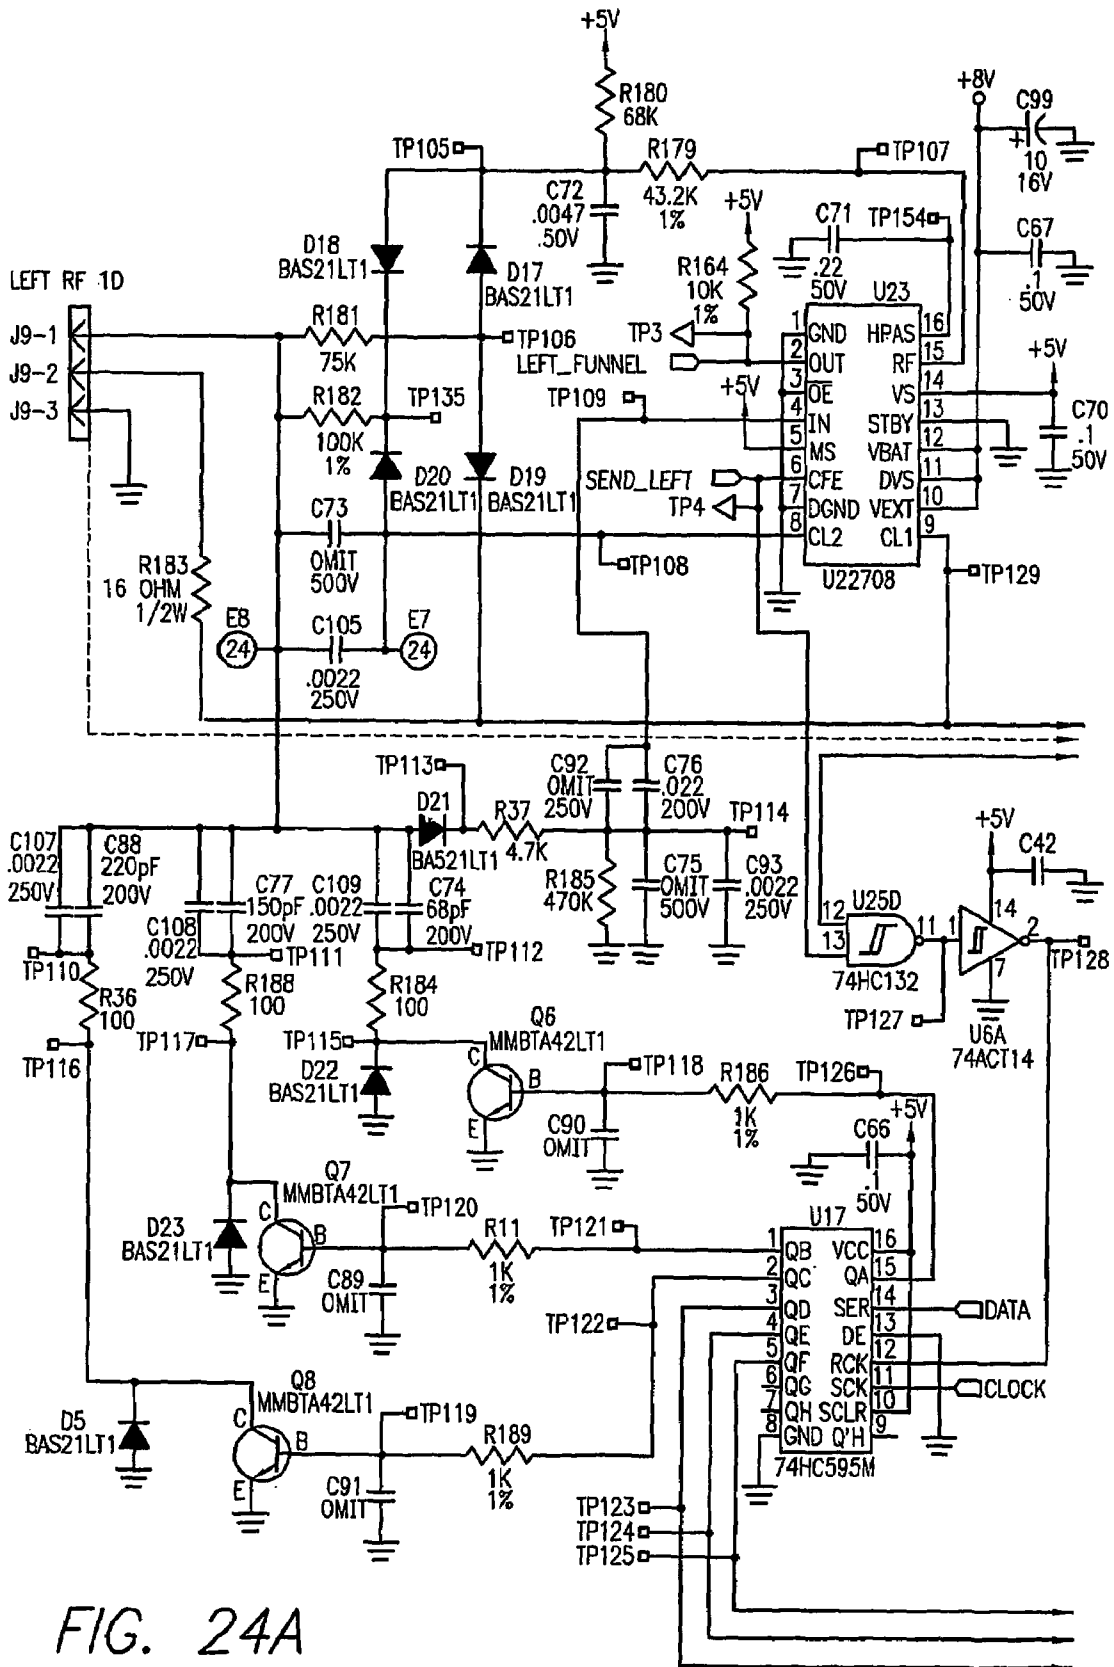 +5V
R180
68K
+8V
C99
+
10
16V
TP105
R179
43.2K
1%
TP107
C72
.0047
.50V
+5V
C71
.22
50V
TP154
C67
.1
50V
D18
BAS21LT1
D17
BAS21LT1
R164
10K
1%
U23
LEFT RF 1D
J9-1
J9-2
J9-3
R181
75K
TP106
TP3
LEFT_FUNNEL
1 GND HPAS 16
2 OUT RF 15
3 OE VS 14
4 IN STBY 13
5 MS VBAT 12
6 CFE DVS 11
7 DGND VEXT 10
8 CL2 CL1 9
U22708
+5V
C70
.1
50V
R182
100K
1%
TP135
TP109
+5V
D20
BAS21LT1
D19
BAS21LT1
SEND_LEFT
TP4
C73
OMIT
500V
TP108
TP129
R183
16 OHM
1/2W
E8
24
C105
.0022
250V
E7
24
TP113
C92
OMIT
250V
C76
.022
200V
TP114
D21
BA521LT1
R37
4.7K
C107
.0022
250V
C88
220pF
200V
C108
.0022
250V
C77
150pF
200V
C109
.0022
250V
C74
68pF
200V
R185
470K
C75
OMIT
500V
C93
.0022
250V
+5V
C42
U25D
12
13
11
74HC132
1
14
2
7
U6A
74ACT14
TP128
TP127
TP110
TP111
TP112
R36
100
R188
100
R184
100
TP116
TP117
TP115
D22
BAS21LT1
Q6
MMBTA42LT1
C
B
E
TP118
C90
OMIT
R186
1K
1%
TP126
+5V
C66
.1
50V
U17
Q7
MMBTA42LT1
C
B
E
D23
BAS21LT1
TP120
C89
OMIT
R11
1K
1%
TP121
1 QB VCC 16
2 QC QA 15
3 QD SER 14
4 QE DE 13
5 QF RCK 12
6 QG SCK 11
7 QH SCLR 10
8 GND Q'H 9
74HC595M
DATA
CLOCK
TP122
Q8
MMBTA42LT1
C
B
E
D5
BAS21LT1
TP119
C91
OMIT
R189
1K
1%
TP123
TP124
TP125
FIG. 24A